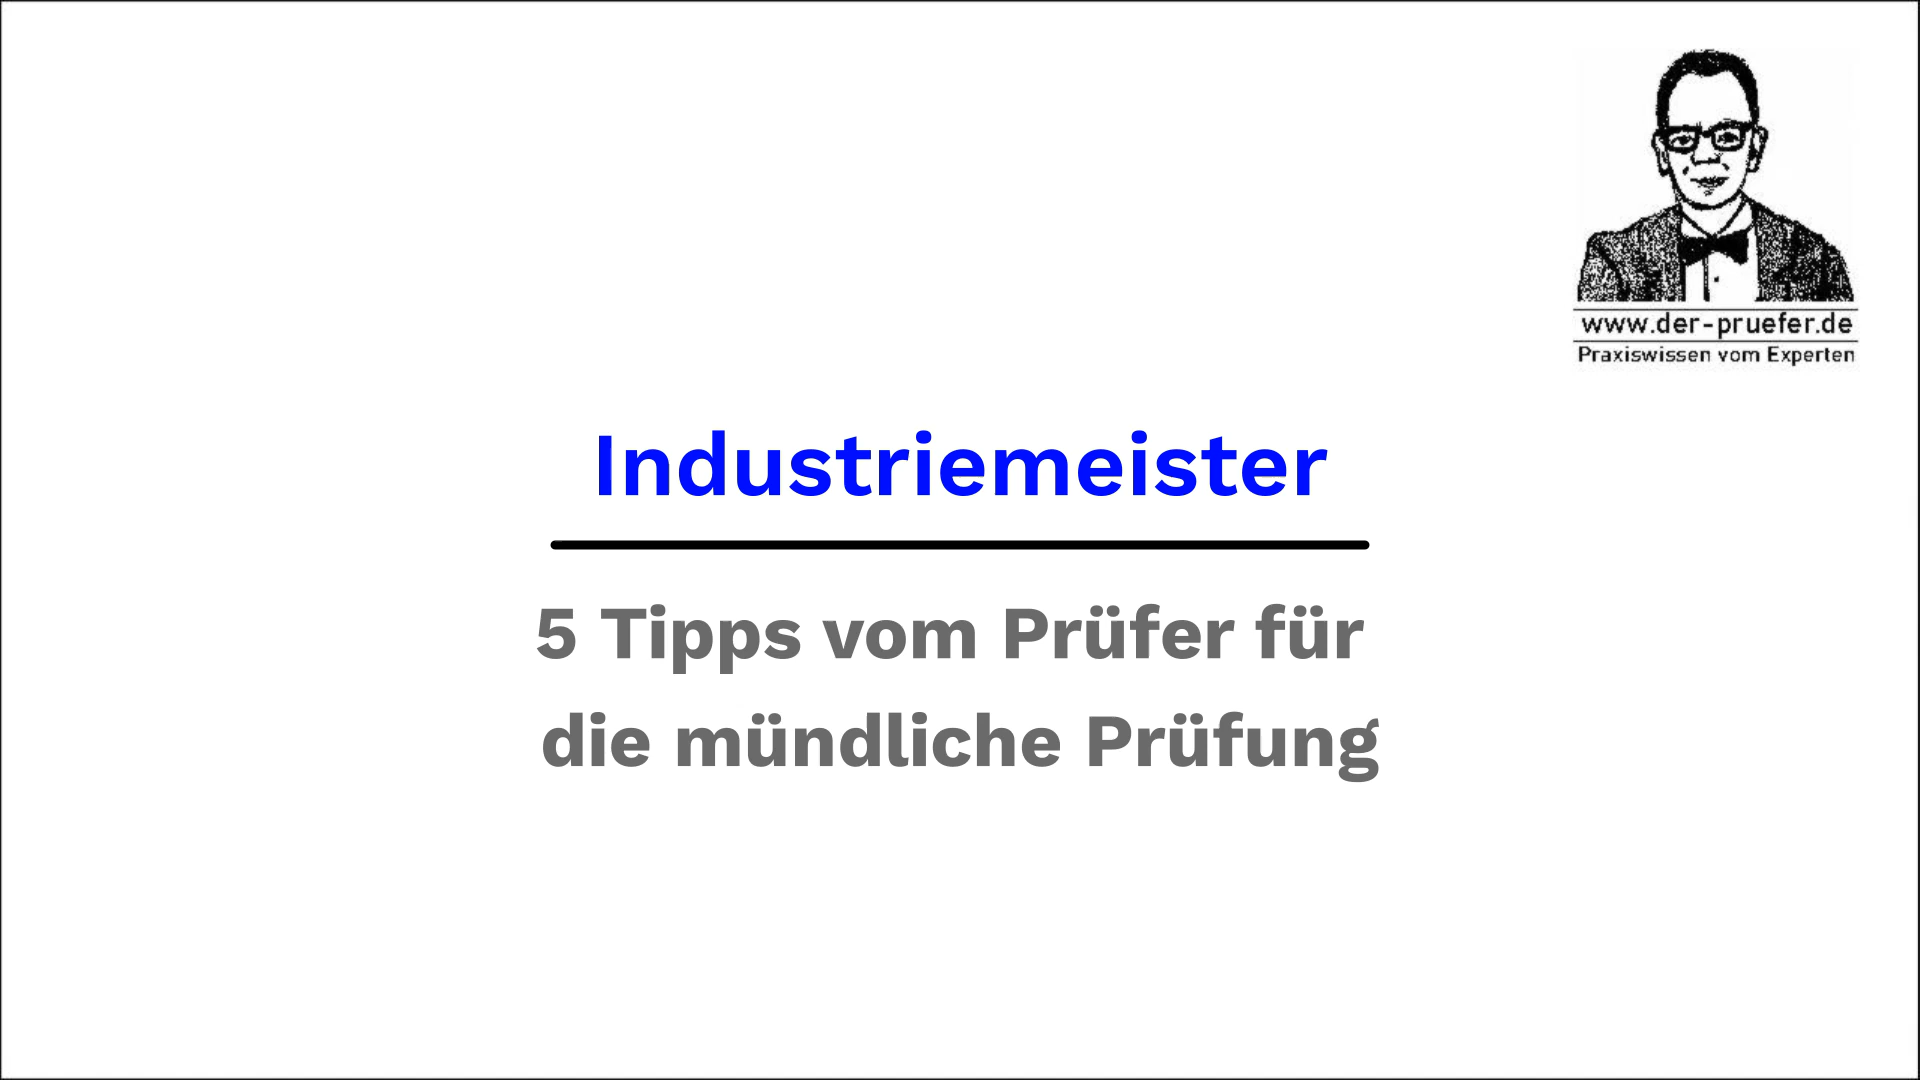 www.der-pruefer.de
Praxiswissen vom Experten
Industriemeister
5 Tipps vom Prüfer für
die mündliche Prüfung